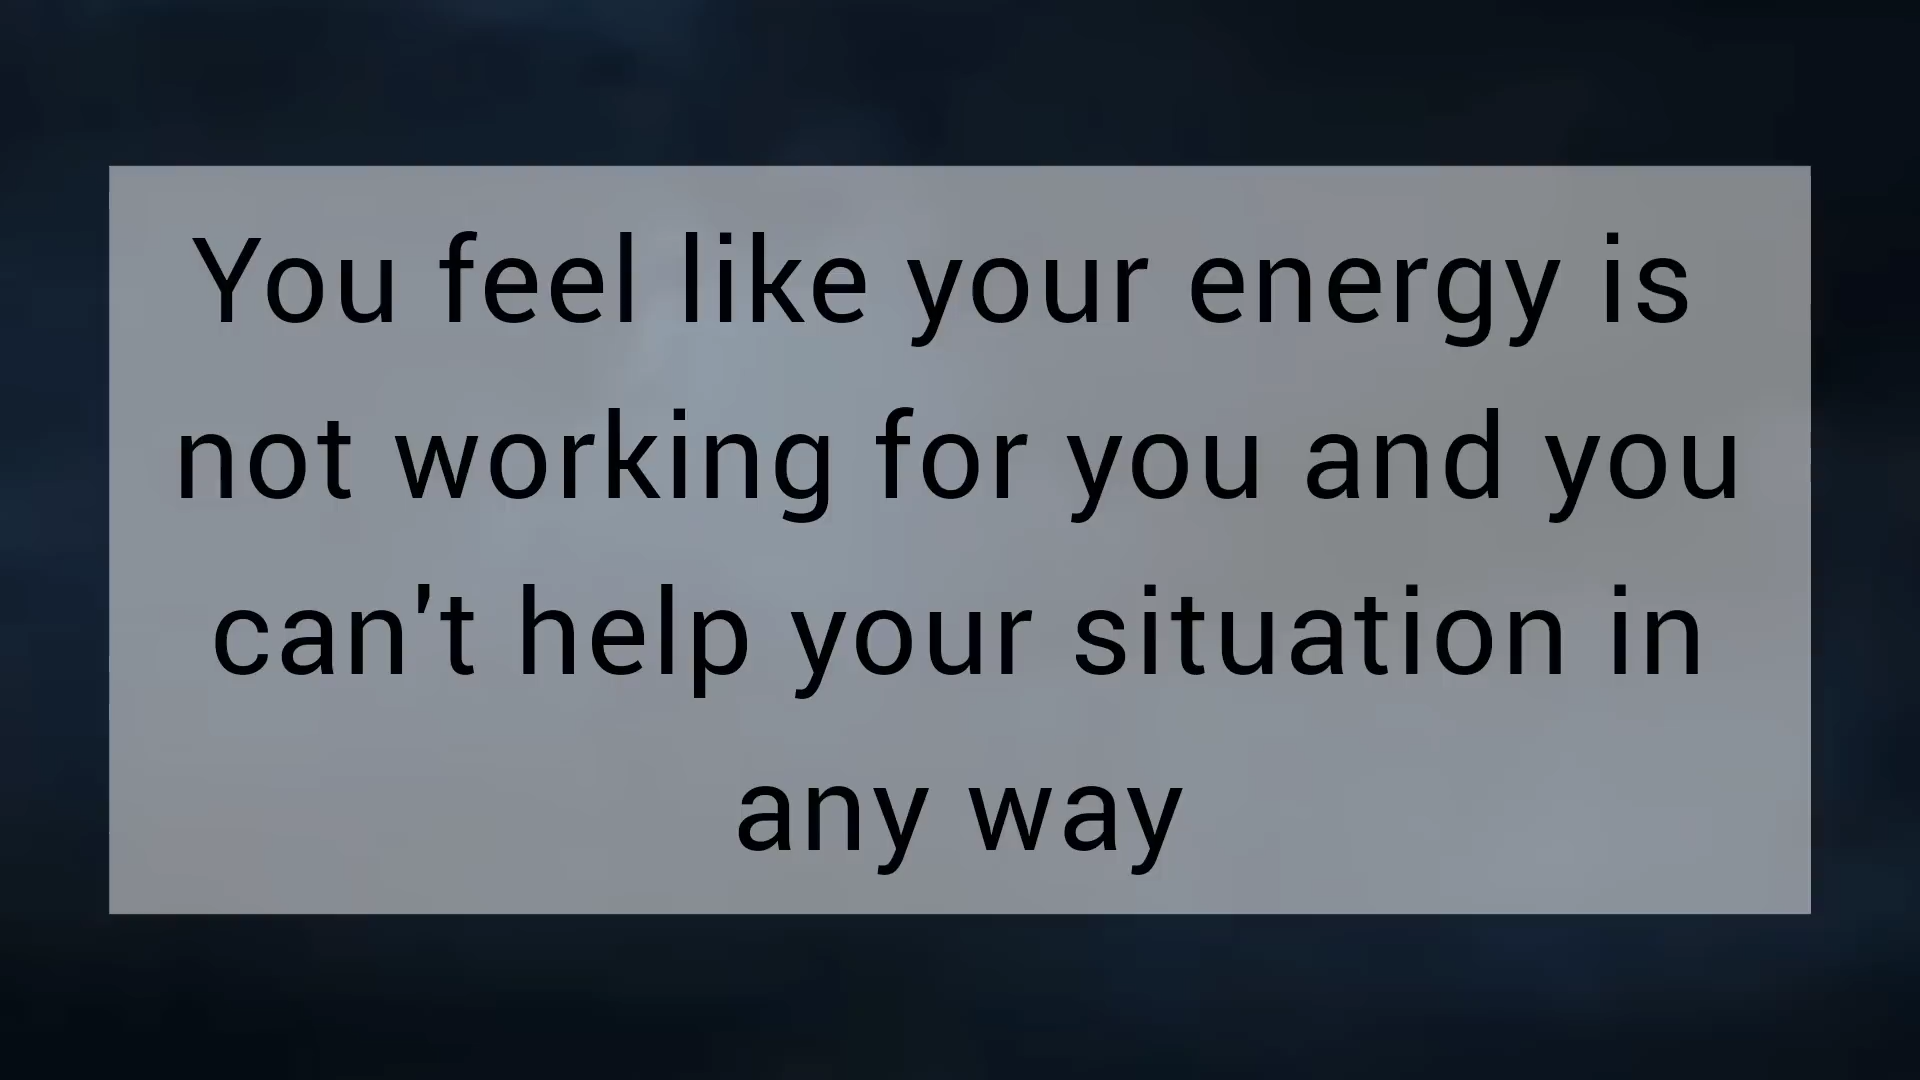 You feel like your energy is
not working for you and you
can't help your situation in
any way